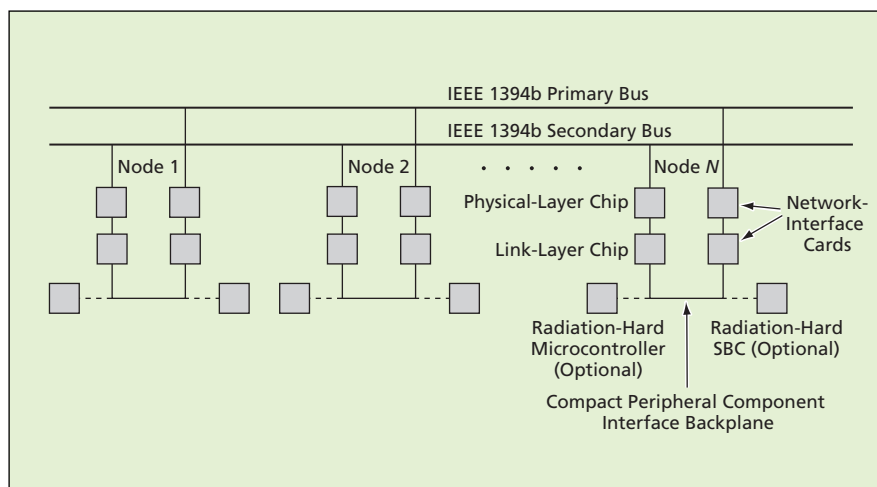 IEEE 1394b Primary Bus
IEEE 1394b Secondary Bus
Node 1
Node 2
. . . . .
Node N
Physical-Layer Chip
Network-
Interface
Cards
Link-Layer Chip
Radiation-Hard
Microcontroller
(Optional)
Radiation-Hard
SBC (Optional)
Compact Peripheral Component
Interface Backplane